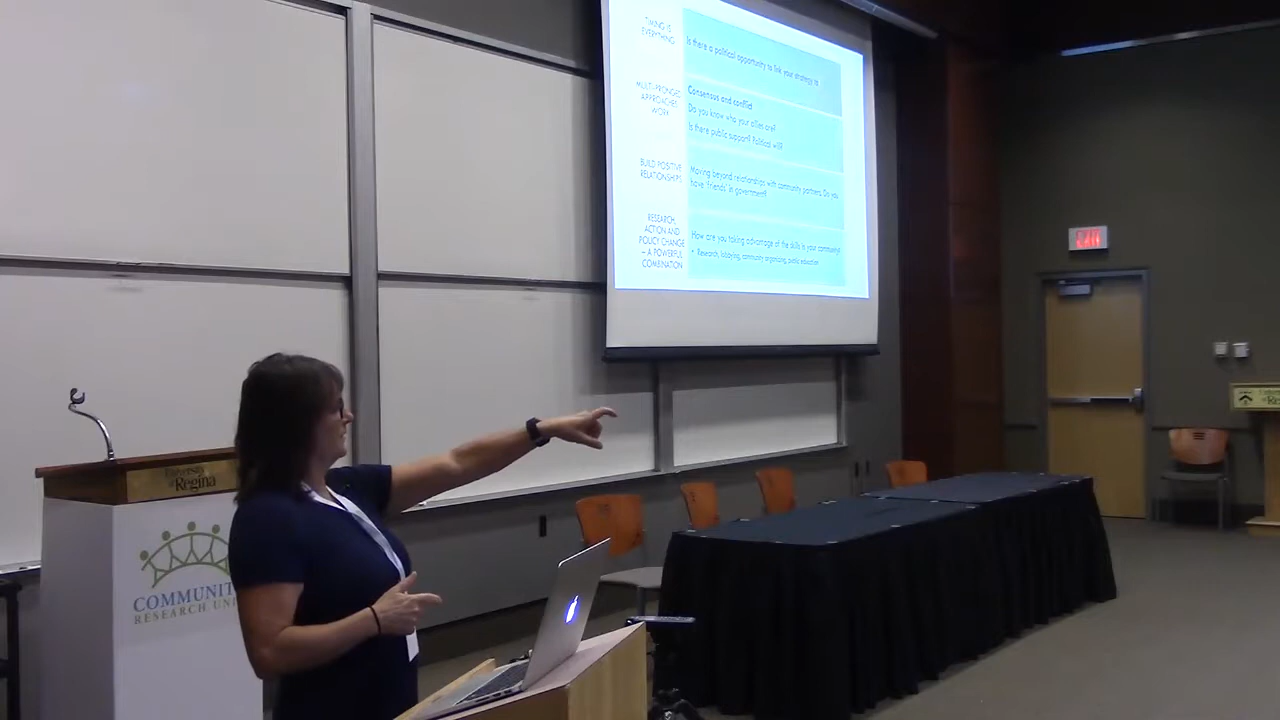 TIMING IS
EVERYTHING
Is there a political opportunity to link your strategy to
MULTI-PRONGED
APPROACHES
WORK
Consensus and conflict
Do you know who your allies are?
Is there public support? Political will?
BUILD POSITIVE
RELATIONSHIPS
Moving beyond relationships with community partners. Do you
have 'friends' in government?
RESEARCH,
ACTION AND
POLICY CHANGE
– A POWERFUL
COMBINATION
How are you taking advantage of the skills is your community?
• Research, lobbying, community organizing, public education
EXIT
University
of Regina
COMMUNIT
RESEARCH UNI